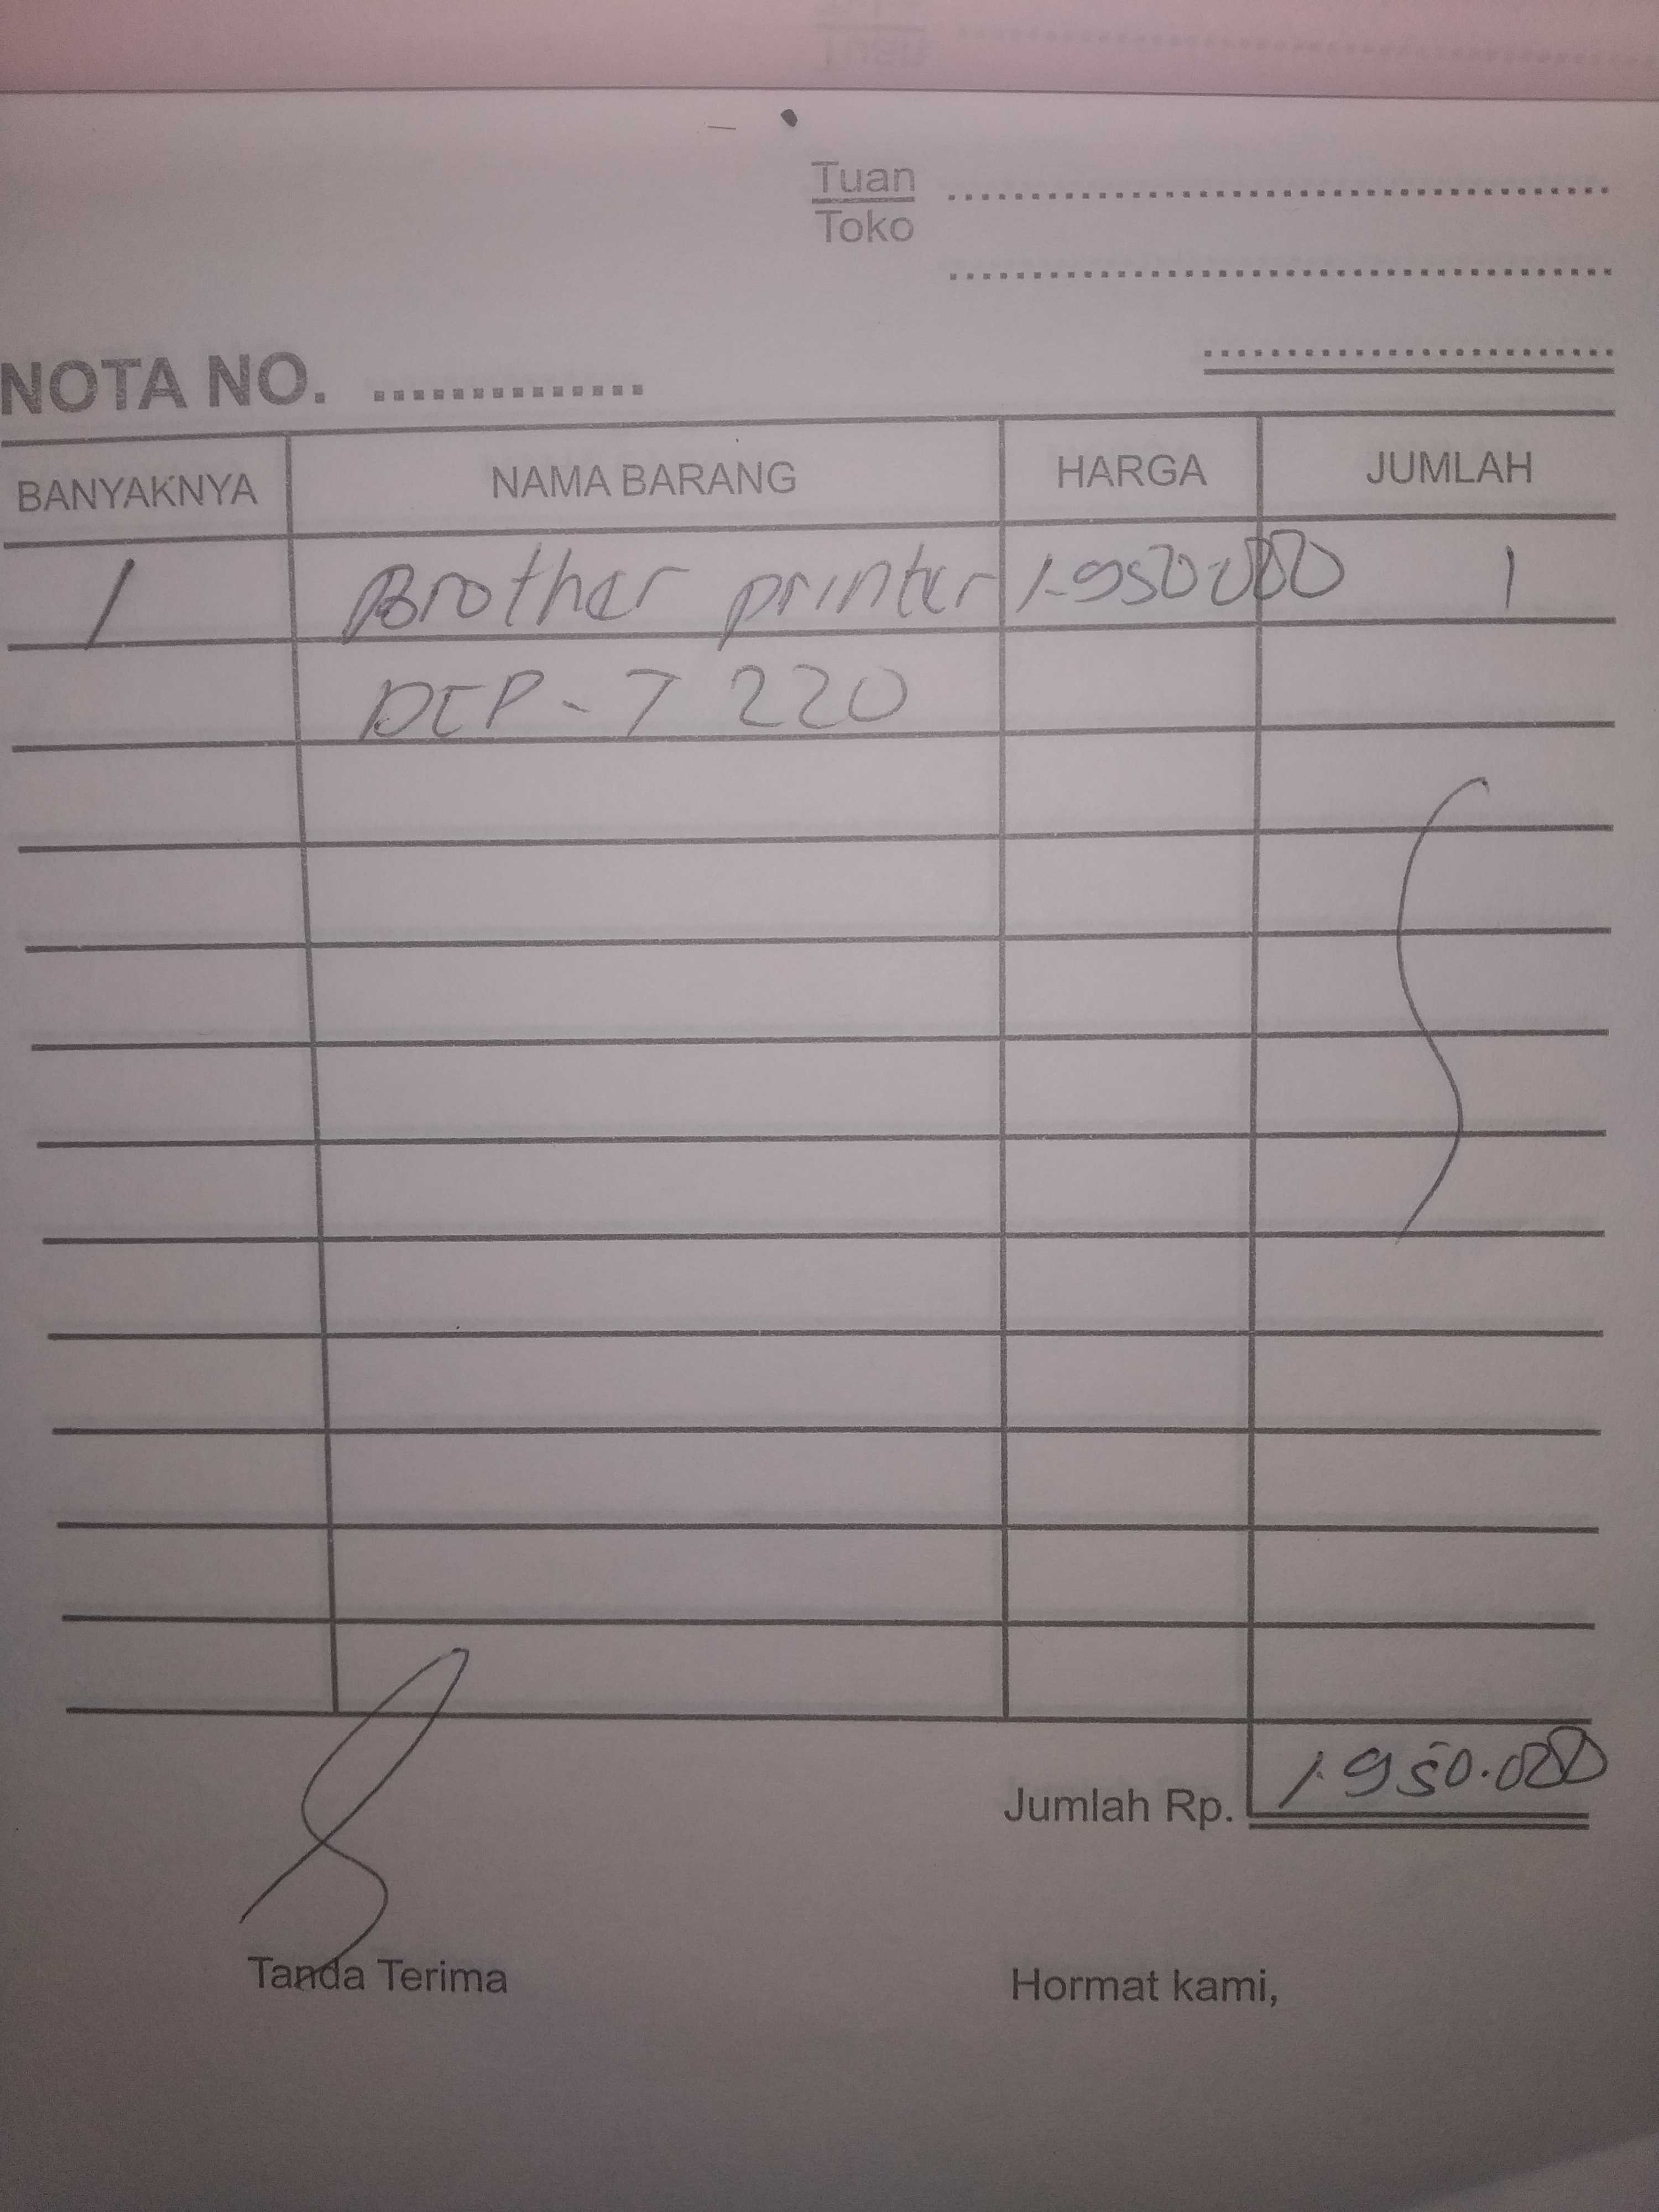 Tuan
Toko
NOTA NO. ..............
BANYAKNYA NAMA BARANG HARGA JUMLAH
1 Brother printer 1.950.000 1
DCP - T 220
Jumlah Rp. 1.950.000
Tanda Terima Hormat kami,